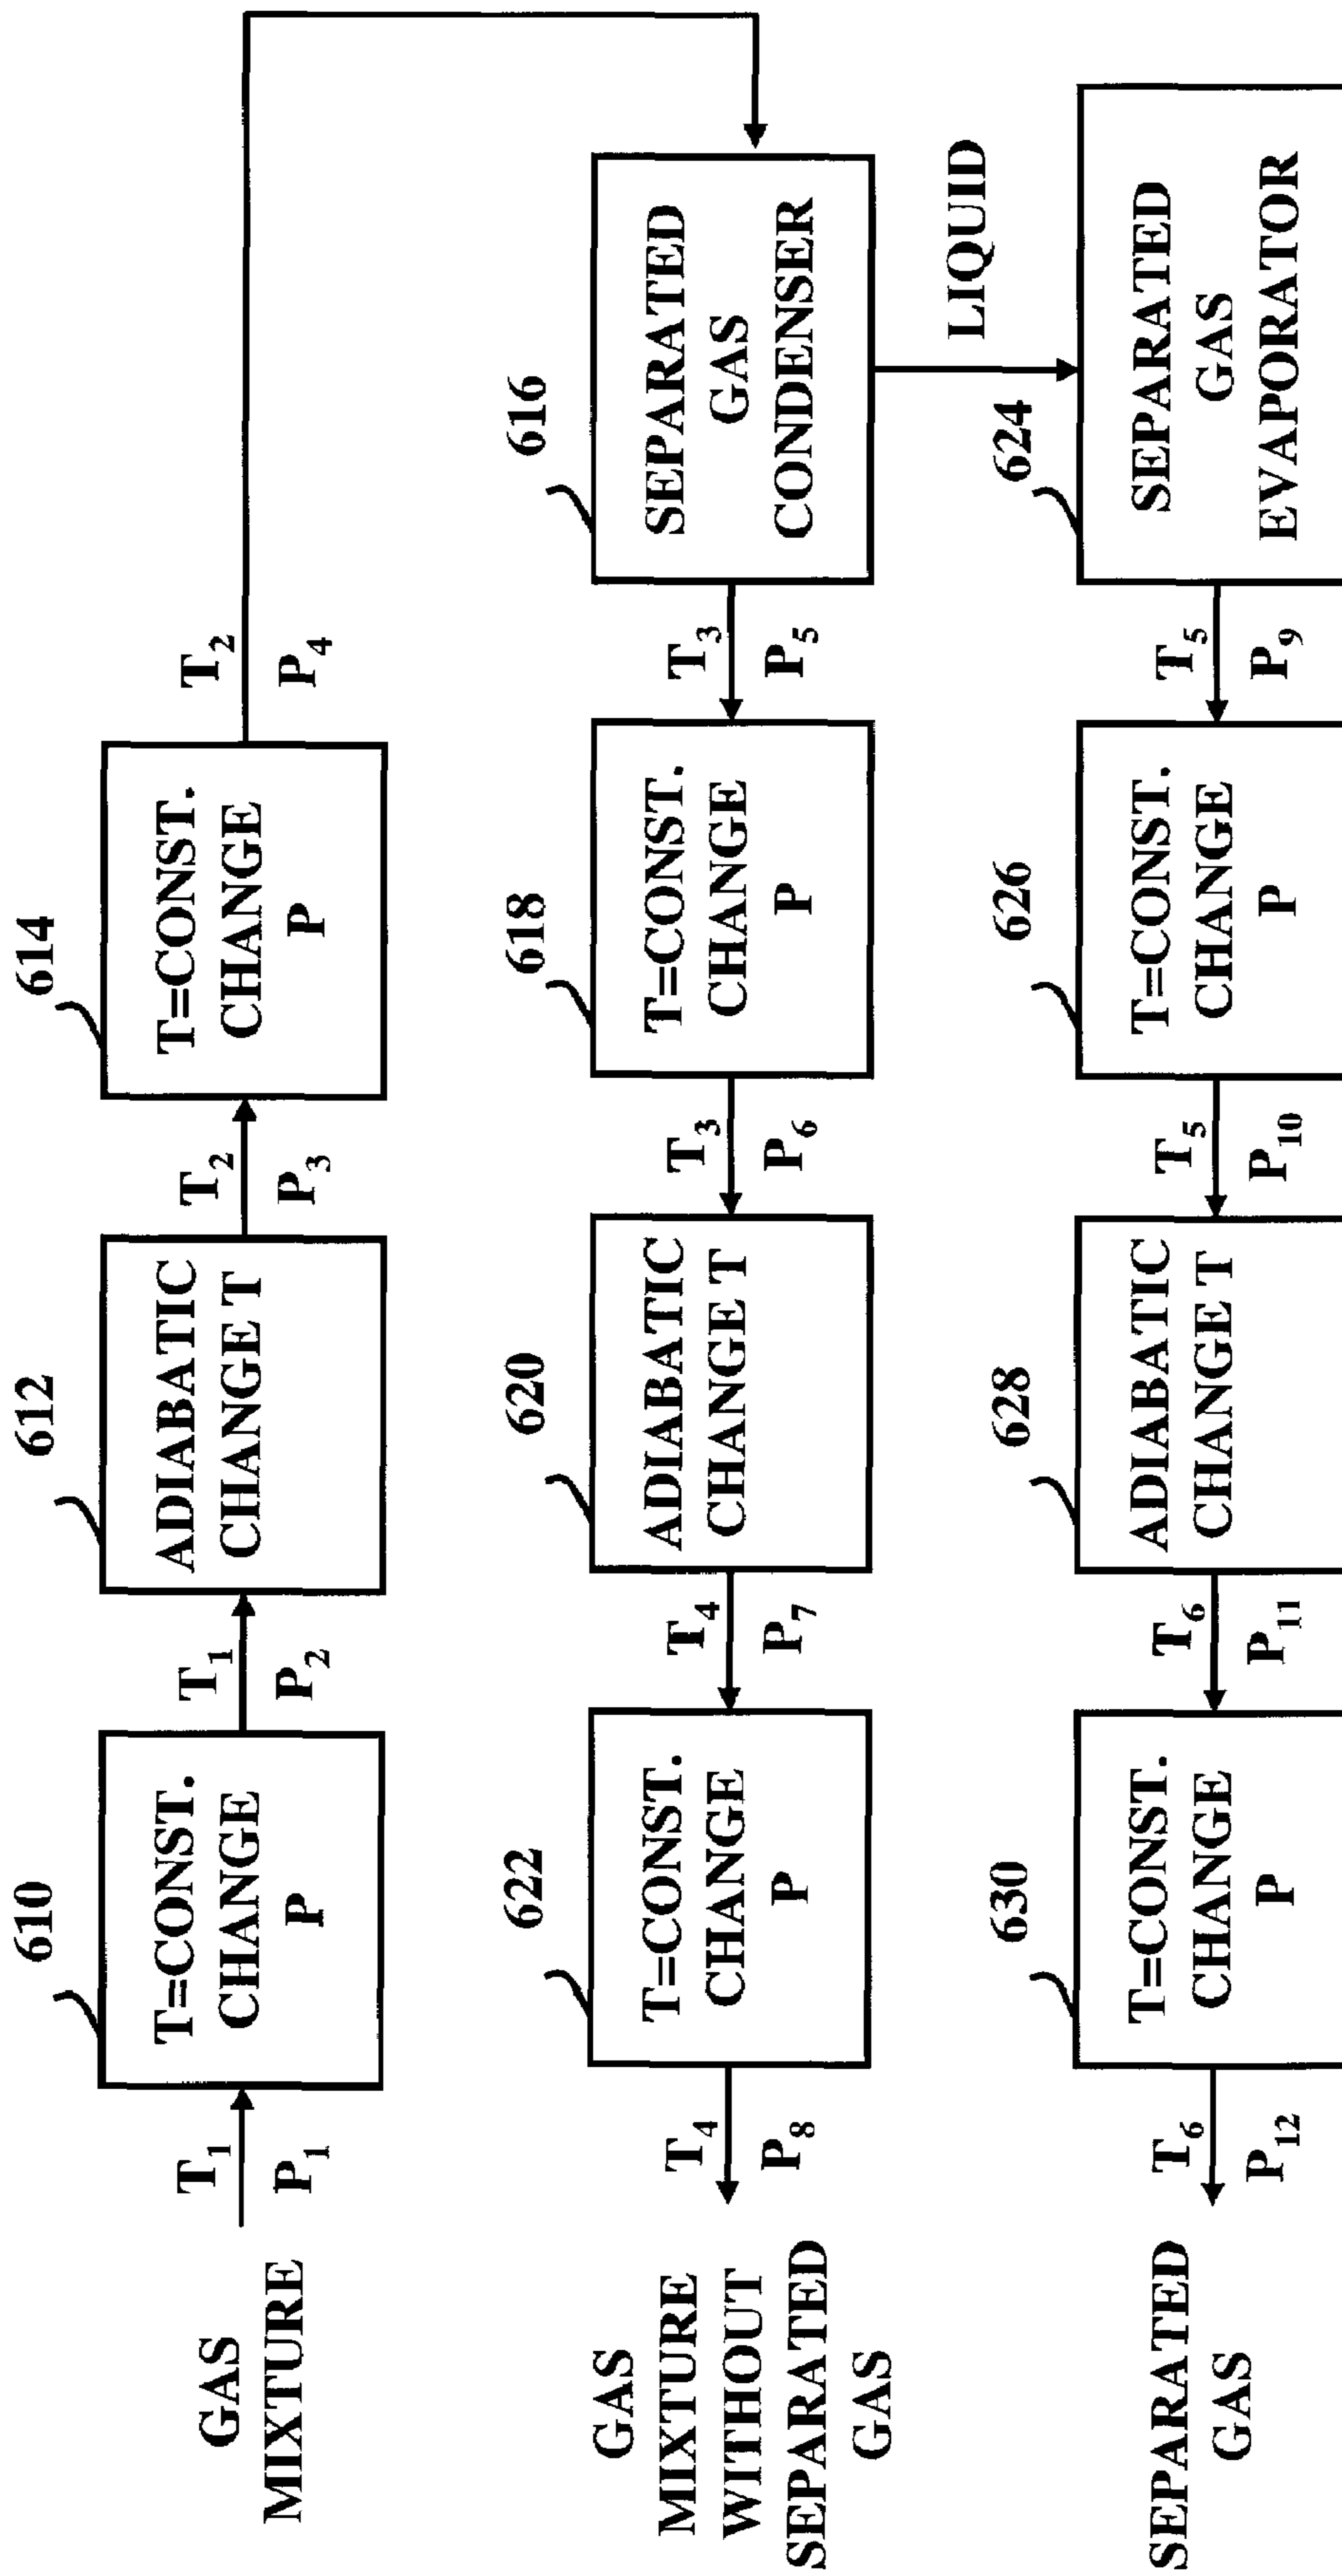 GAS
MIXTURE
T1
P1
610
T=CONST.
CHANGE
P
T1
P2
612
ADIABATIC
CHANGE T
T2
P3
614
T=CONST.
CHANGE
P
T2
P4
616
SEPARATED
GAS
CONDENSER
T3
P5
618
T=CONST.
CHANGE
P
T3
P6
620
ADIABATIC
CHANGE T
T4
P7
622
T=CONST.
CHANGE
P
T4
P8
GAS
MIXTURE
WITHOUT
SEPARATED
GAS
LIQUID
624
SEPARATED
GAS
EVAPORATOR
T5
P9
626
T=CONST.
CHANGE
P
T5
P10
628
ADIABATIC
CHANGE T
T6
P11
630
T=CONST.
CHANGE
P
T6
P12
SEPARATED
GAS